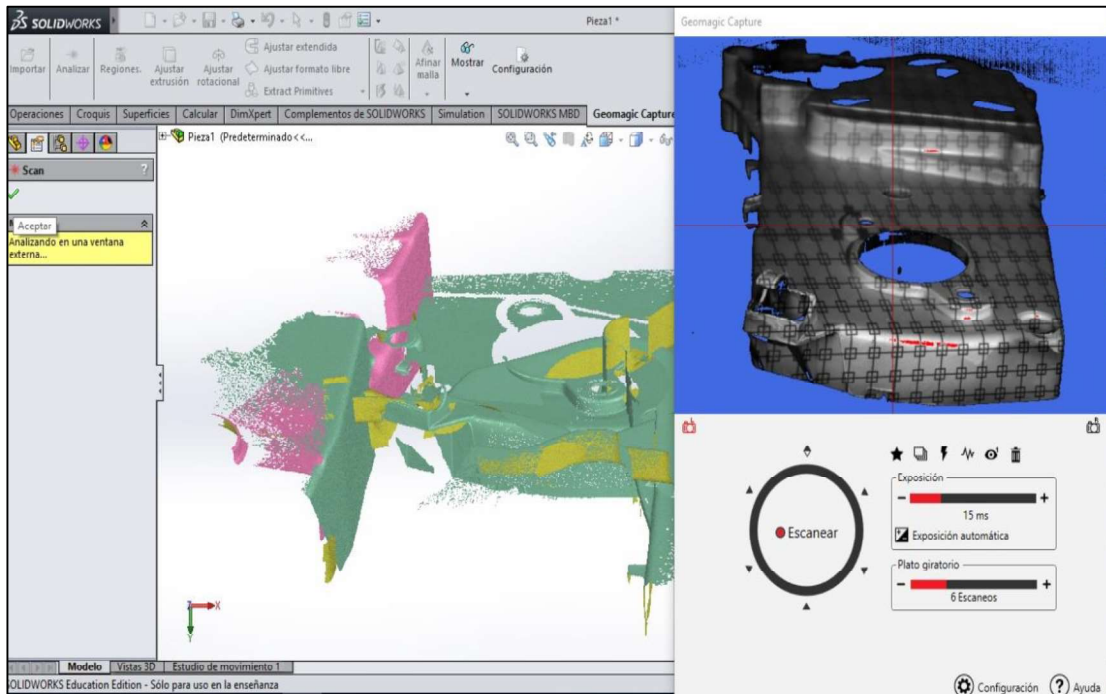 SOLIDWORKS
Pieza1 *
Geomagic Capture
Importar
Analizar
Regiones.
Ajustar extrusión
Ajustar rotacional
Ajustar extendida
Ajustar formato libre
Extract Primitives
Afinar malla
Mostrar
Configuración
Operaciones
Croquis
Superficies
Calcular
DimXpert
Complementos de SOLIDWORKS
Simulation
SOLIDWORKS MBD
Geomagic Capture
Pieza1 (Predeterminado<<...
Scan
?
Aceptar
Analizando en una ventana
externa...
Z
X
Y
Escanear
Exposición
15 ms
Exposición automática
Plato giratorio
6 Escaneos
Modelo
Vistas 3D
Estudio de movimiento 1
SOLIDWORKS Education Edition - Sólo para uso en la enseñanza
Configuración
Ayuda